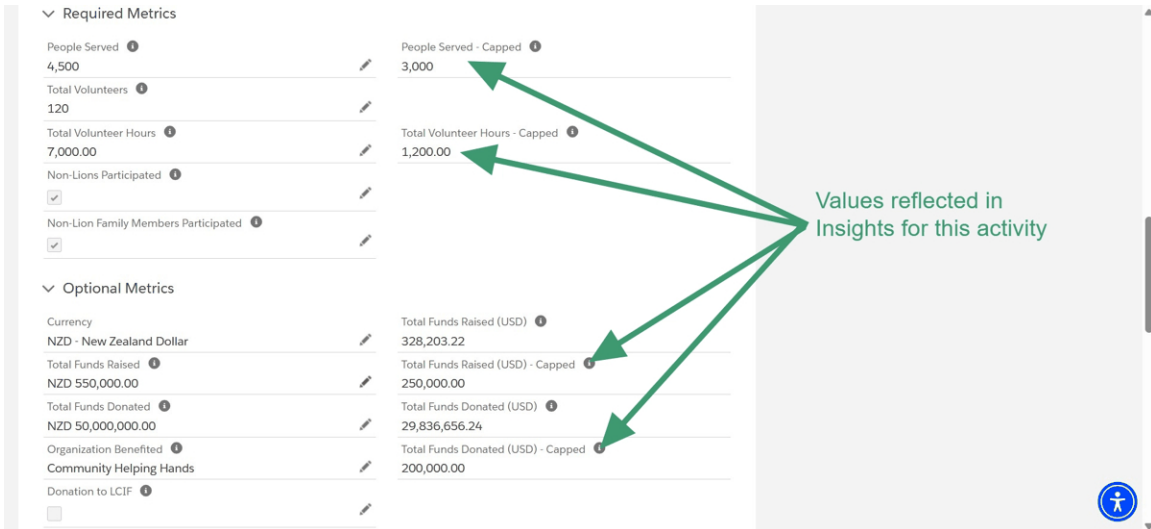 Required Metrics
People Served
People Served - Capped
4,500
3,000
Total Volunteers
120
Total Volunteer Hours
Total Volunteer Hours - Capped
7,000.00
1,200.00
Non-Lions Participated
Non-Lion Family Members Participated
Values reflected in
Insights for this activity
Optional Metrics
Currency
Total Funds Raised (USD)
NZD - New Zealand Dollar
328,203.22
Total Funds Raised
Total Funds Raised (USD) - Capped
NZD 550,000.00
250,000.00
Total Funds Donated
Total Funds Donated (USD)
NZD 50,000,000.00
29,836,656.24
Organization Benefited
Total Funds Donated (USD) - Capped
Community Helping Hands
200,000.00
Donation to LCIF